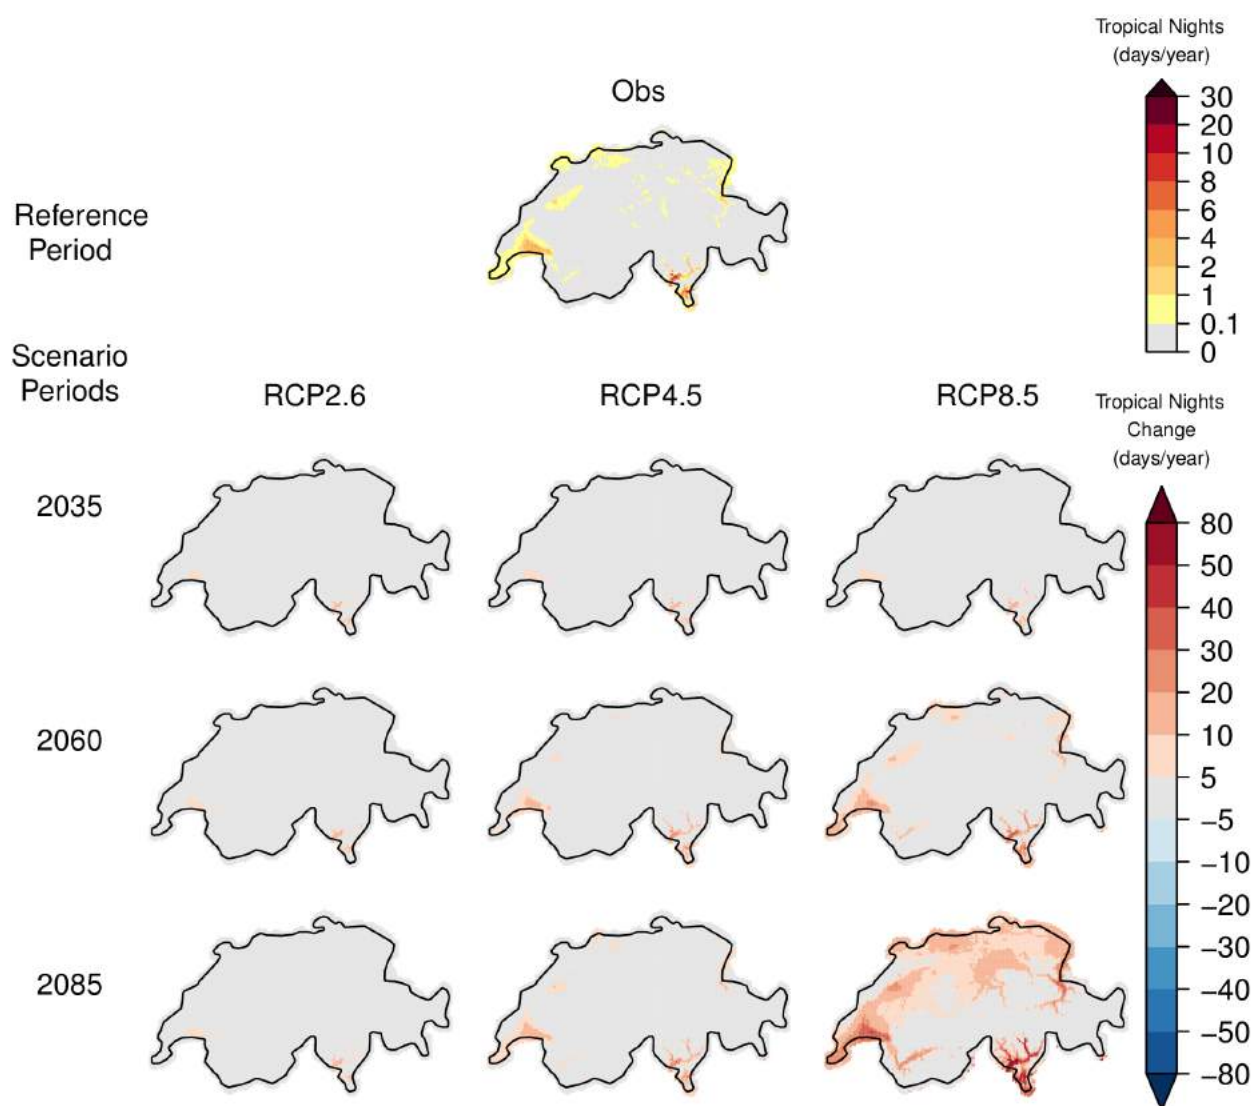 Tropical Nights
(days/year)
Obs
30
20
10
8
6
4
2
1
0.1
0
Reference
Period
Scenario
Periods
RCP2.6
RCP4.5
RCP8.5
Tropical Nights
Change
(days/year)
2035
2060
2085
80
50
40
30
20
10
5
−5
−10
−20
−30
−40
−50
−80